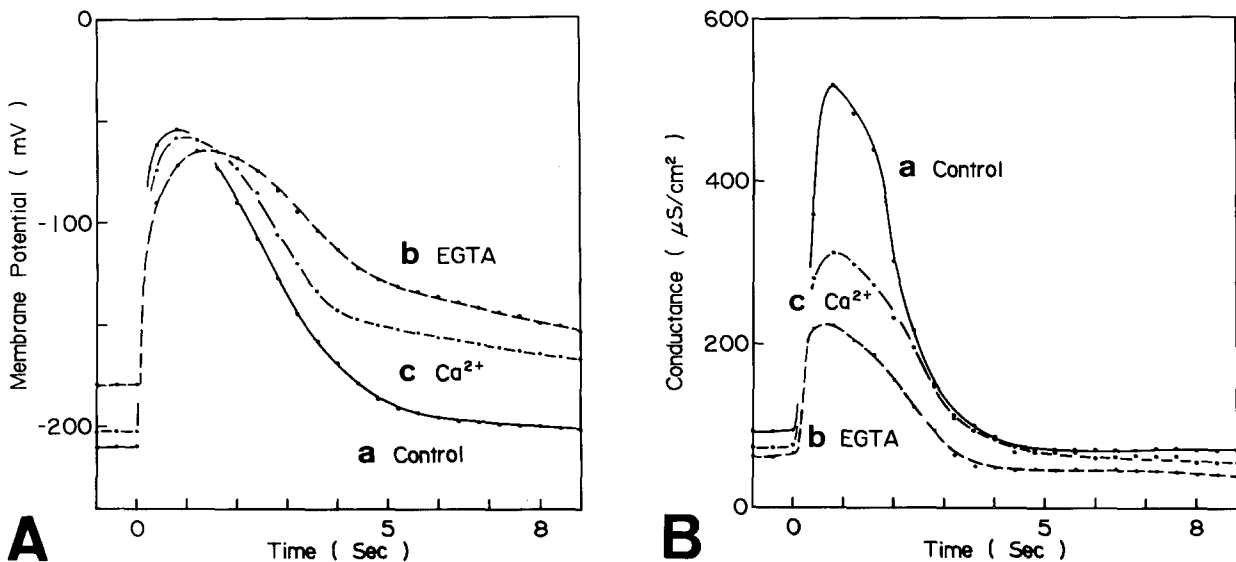 0
-100
-200
Membrane Potential ( mV )
b EGTA
c Ca²⁺
a Control
0 4 8
Time ( Sec )
A
600
400
200
0
Conductance ( μS/cm² )
a Control
c Ca²⁺
b EGTA
0 5 8
Time ( Sec )
B